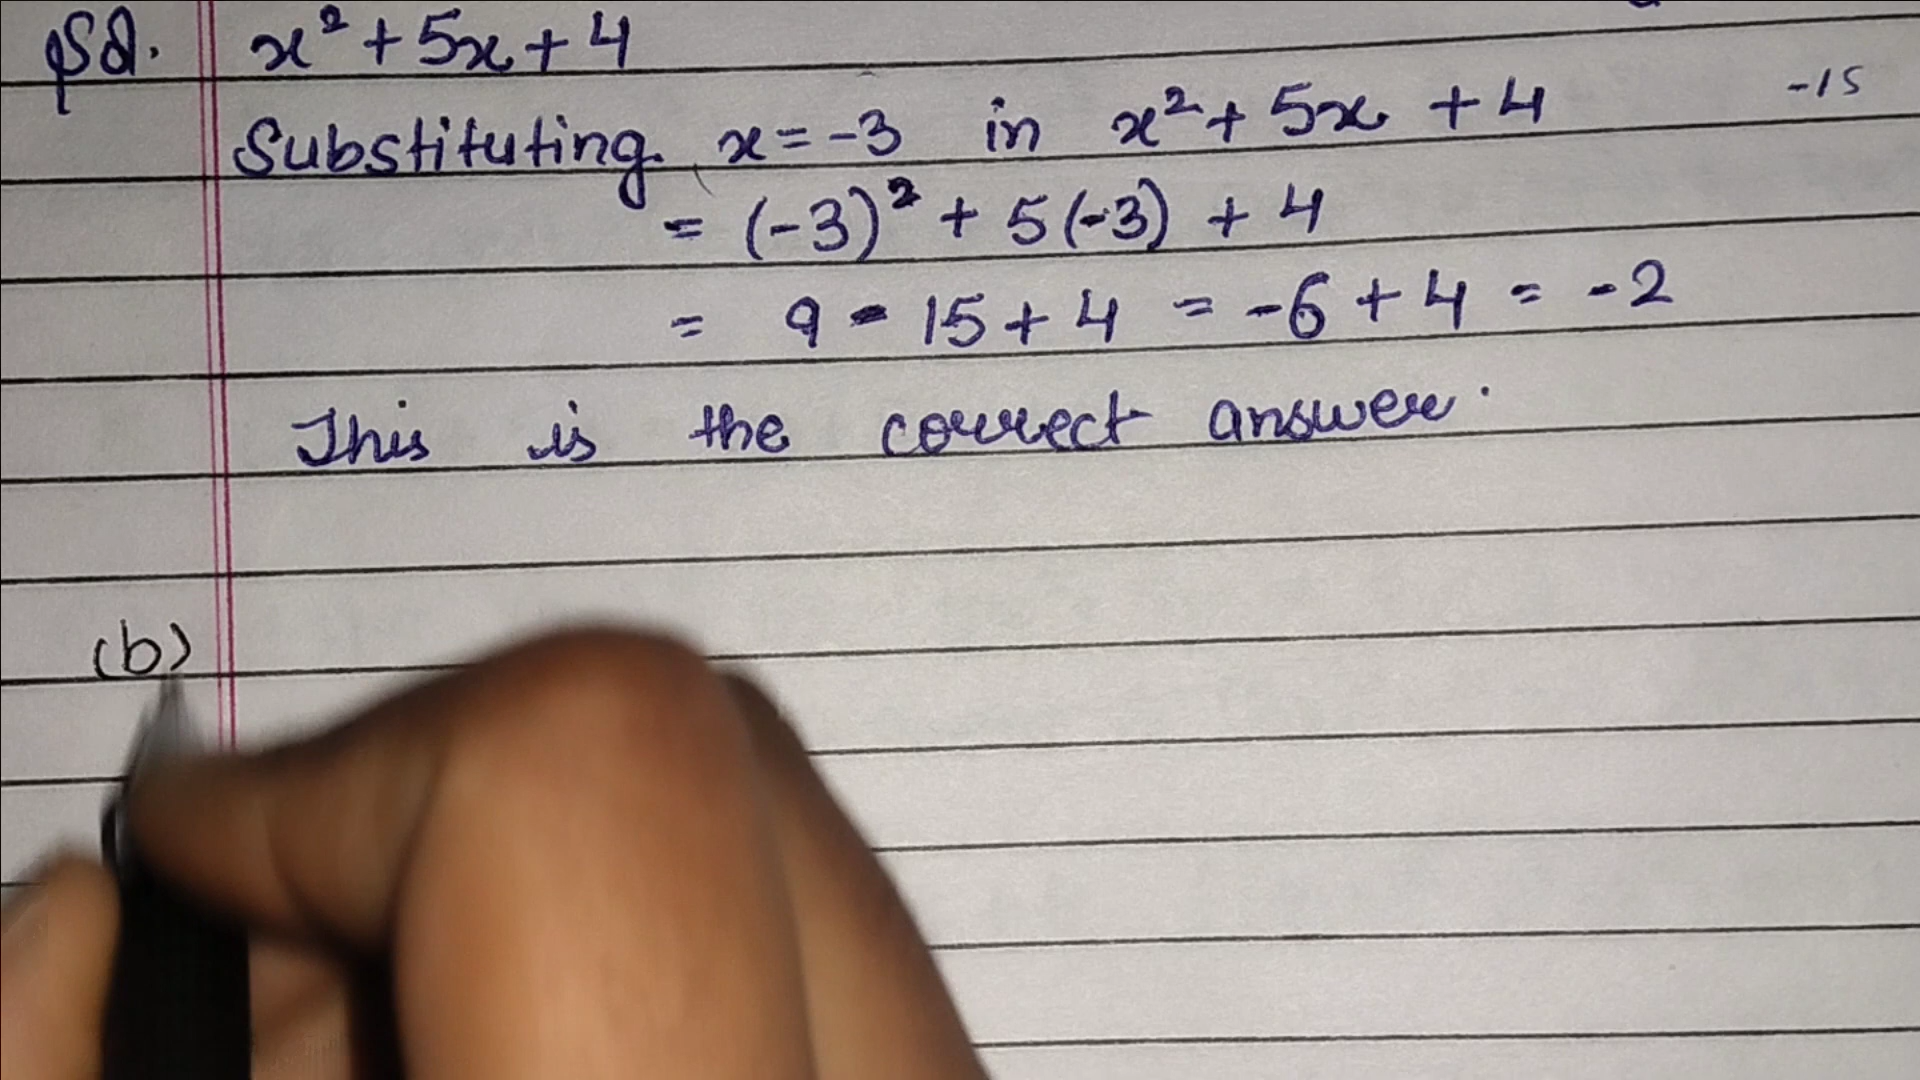 Sol. x² + 5x + 4
Substituting x = -3 in x² + 5x + 4 -15
= (-3)² + 5(-3) + 4
= 9 - 15 + 4 = -6 + 4 = -2
This is the correct answer.
(b)